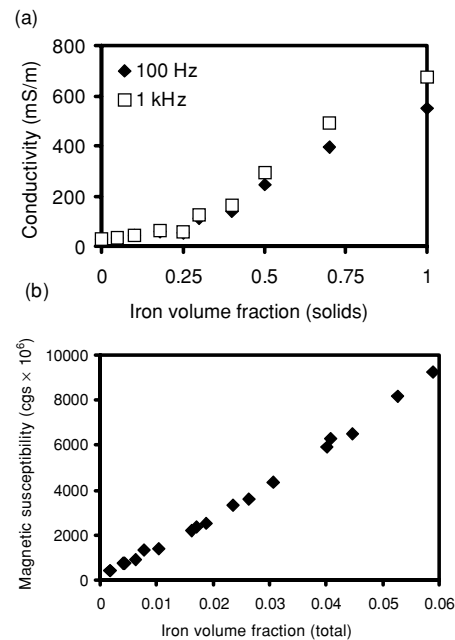 (a)
800
600
400
200
0
Conductivity (mS/m)
100 Hz
1 kHz
0 0.25 0.5 0.75 1
Iron volume fraction (solids)
(b)
10000
8000
6000
4000
2000
0
Magnetic susceptibility (cgs × 10⁶)
0 0.01 0.02 0.03 0.04 0.05 0.06
Iron volume fraction (total)